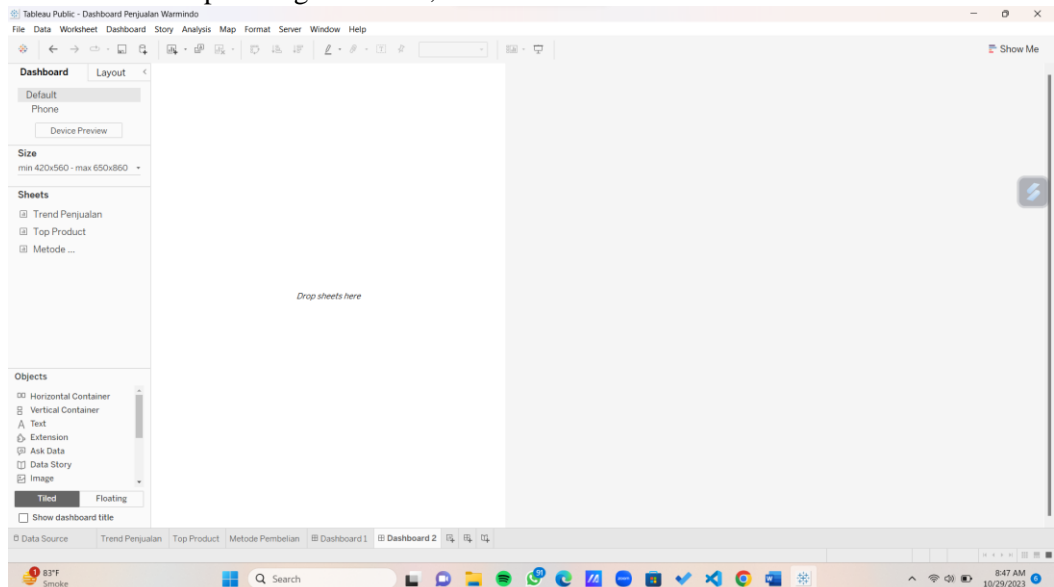 Tableau Public - Dashboard Penjualan Warmindo
File Data Worksheet Dashboard Story Analysis Map Format Server Window Help
Show Me
Dashboard Layout
Default
Phone
Device Preview
Size
min 420x560 - max 650x860
Sheets
Trend Penjualan
Top Product
Metode ...
Drop sheets here
Objects
Horizontal Container
Vertical Container
A Text
Extension
Ask Data
Data Story
Image
Tiled Floating
Show dashboard title
Data Source Trend Penjualan Top Product Metode Pembelian Dashboard 1 Dashboard 2
1 83°F
Smoke
Search
91
8:47 AM
10/29/2023